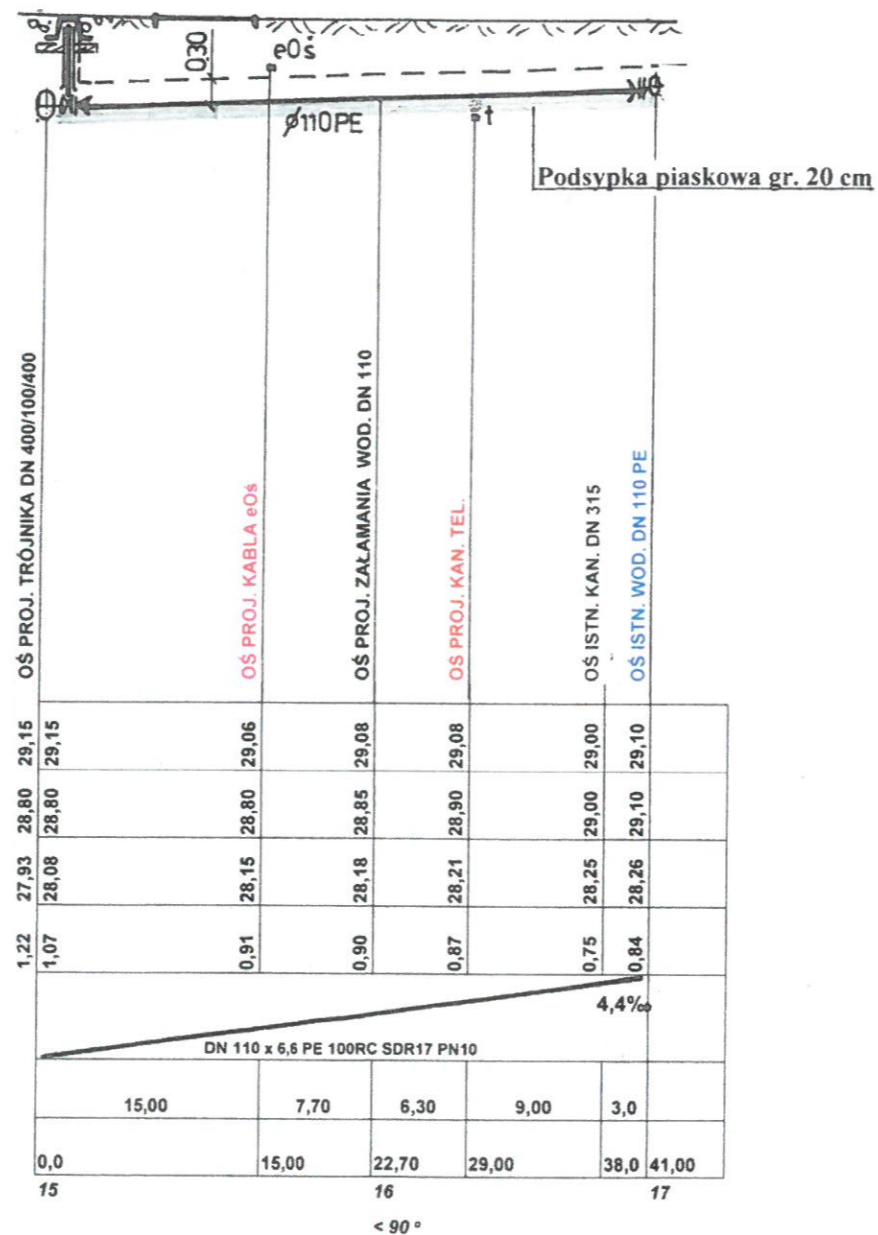 0,30
eOś
ø110PE
t
Podsypka piaskowa gr. 20 cm
OŚ PROJ. TRÓJNIKA DN 400/100/400
OŚ PROJ. KABLA eOś
OŚ PROJ. ZAŁAMANIA WOD. DN 110
OŚ PROJ. KAN. TEL.
OŚ ISTN. KAN. DN 315
OŚ ISTN. WOD. DN 110 PE
29,15 29,15 29,06 29,08 29,08 29,00 29,10
28,80 28,80 28,80 28,85 28,90 29,00 29,10
27,93 28,08 28,15 28,18 28,21 28,25 28,26
1,22 1,07 0,91 0,90 0,87 0,75 0,84
4,4‰
DN 110 x 6,6 PE 100RC SDR17 PN10
15,00 7,70 6,30 9,00 3,0
0,0 15,00 22,70 29,00 38,0 41,00
15 16 17
< 90 °